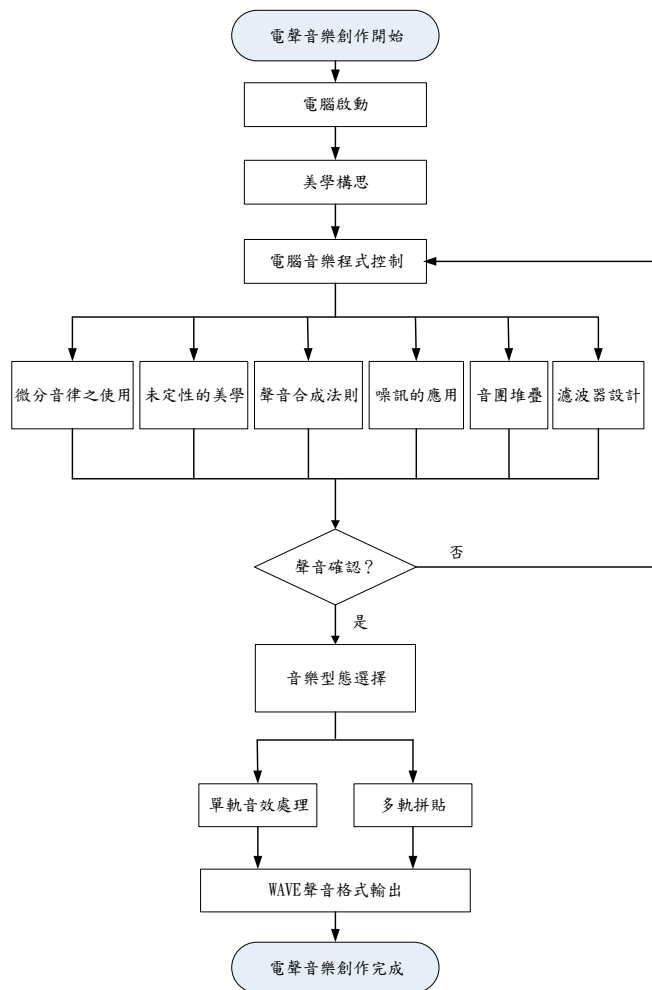 電聲音樂創作開始
電腦啟動
美學構思
電腦音樂程式控制
微分音律之使用
未定性的美學
聲音合成法則
噪訊的應用
音團堆疊
濾波器設計
聲音確認?
否
是
音樂型態選擇
單軌音效處理
多軌拼貼
WAVE聲音格式輸出
電聲音樂創作完成